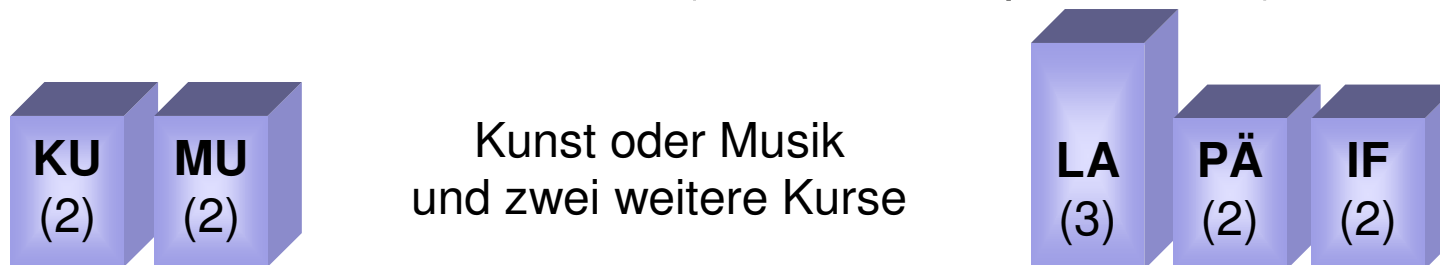 KU
(2)
MU
(2)
Kunst oder Musik
und zwei weitere Kurse
LA
(3)
PÄ
(2)
IF
(2)